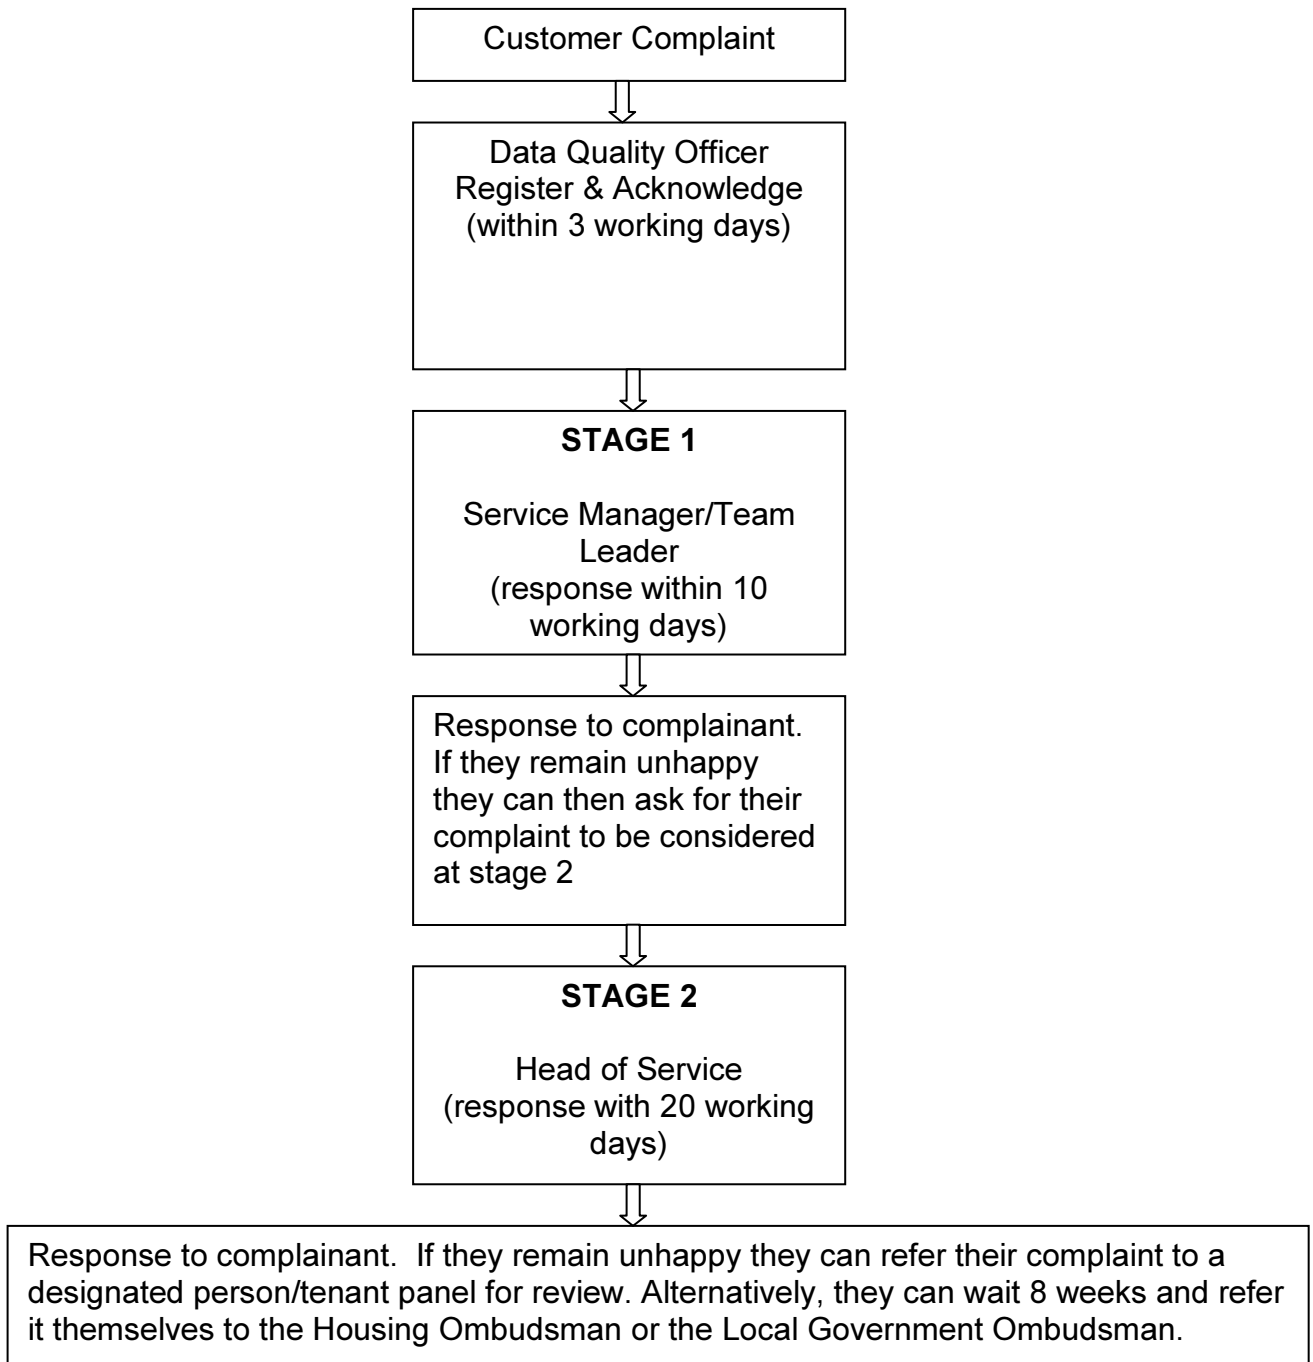 Customer Complaint
Data Quality Officer
Register & Acknowledge
(within 3 working days)
STAGE 1
Service Manager/Team
Leader
(response within 10
working days)
Response to complainant.
If they remain unhappy
they can then ask for their
complaint to be considered
at stage 2
STAGE 2
Head of Service
(response with 20 working
days)
Response to complainant.  If they remain unhappy they can refer their complaint to a
designated person/tenant panel for review. Alternatively, they can wait 8 weeks and refer
it themselves to the Housing Ombudsman or the Local Government Ombudsman.